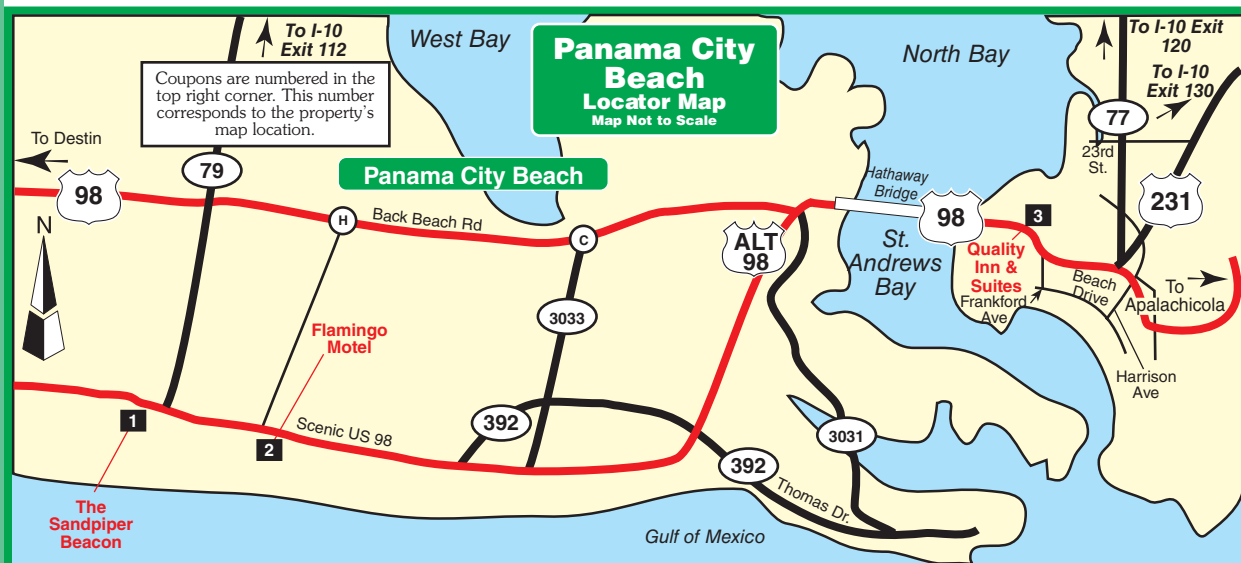 To I-10
Exit 112
West Bay
Panama City
Beach
Locator Map
Map Not to Scale
North Bay
To I-10 Exit
120
To I-10
Exit 130
Coupons are numbered in the
top right corner. This number
corresponds to the property's
map location.
To Destin
98
79
Panama City Beach
77
23rd
St.
231
Hathaway
Bridge
98
3
Quality
Inn &
Suites
H
Back Beach Rd
C
ALT
98
St.
Andrews
Bay
Beach
Drive
Frankford
Ave
To
Apalachicola
N
3033
Flamingo
Motel
Harrison
Ave
1
2
Scenic US 98
392
3031
392
Thomas Dr.
The
Sandpiper
Beacon
Gulf of Mexico